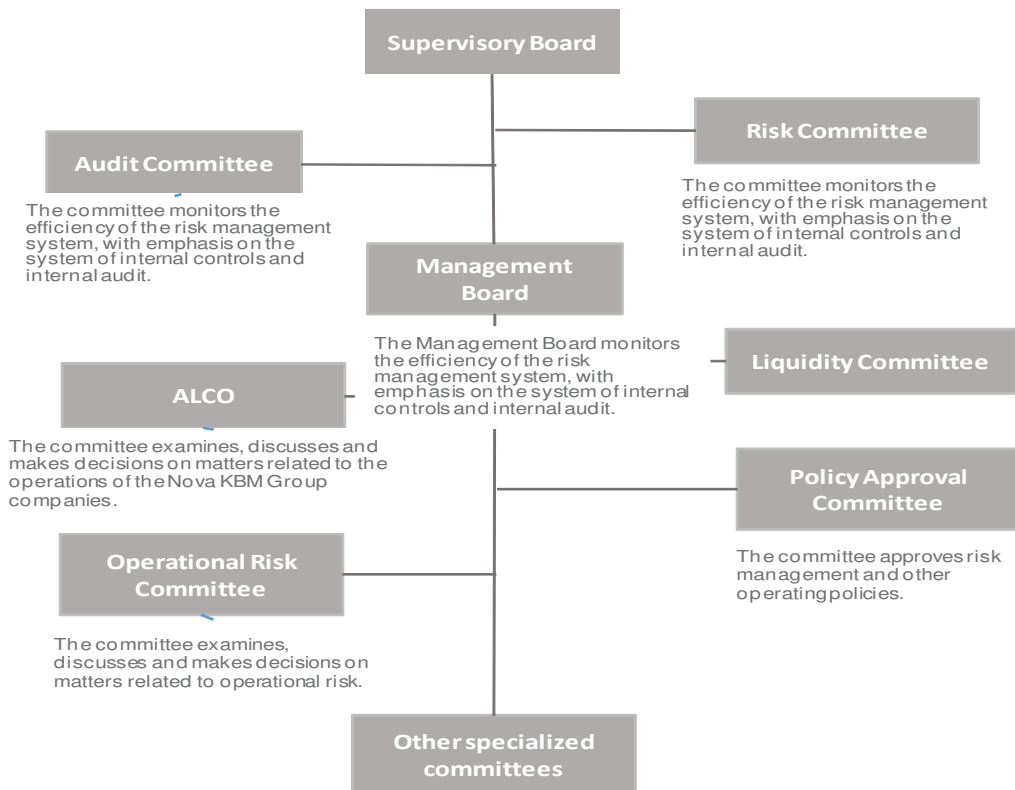 Supervisory Board
Risk Committee
Audit Committee
The committee monitors the
efficiency of the risk management
system, with emphasis on the
system of internal controls and
internal audit.
The committee monitors the
efficiency of the risk management
system, with emphasis on the
system of internal controls and
internal audit.
Management
Board
The Management Board monitors
the efficiency of the risk
management system, with
emphasis on the system of internal
controls and internal audit.
Liquidity Committee
ALCO
The committee examines, discusses and
makes decisions on matters related to the
operations of the Nova KBM Group
companies.
Policy Approval
Committee
The committee approves risk
management and other
operating policies.
Operational Risk
Committee
The committee examines,
discusses and makes decisions on
matters related to operational risk.
Other specialized
committees